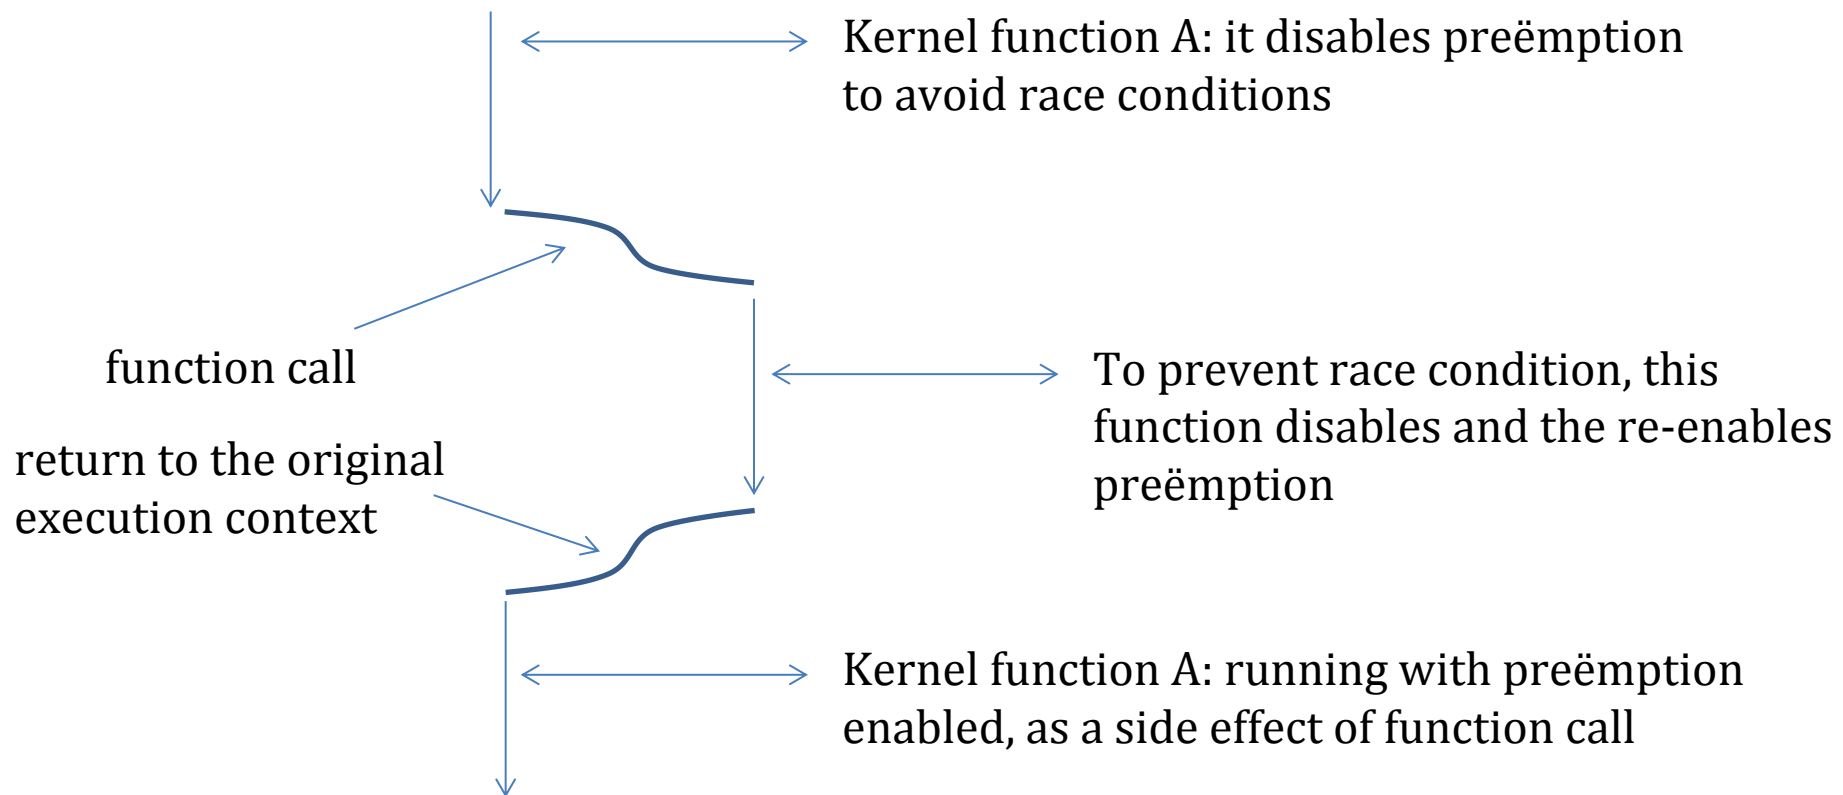 Kernel function A: it disables preëmption
to avoid race conditions
function call
To prevent race condition, this
function disables and the re-enables
preëmption
return to the original
execution context
Kernel function A: running with preëmption
enabled, as a side effect of function call